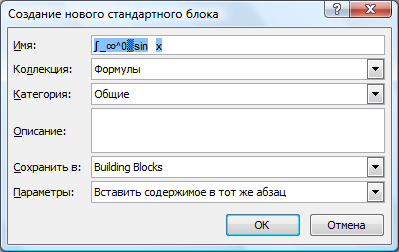 Создание нового стандартного блока
Имя: ∫_∞^0▒sin x
Коллекция: Формулы
Категория: Общие
Описание:
Сохранить в: Building Blocks
Параметры: Вставить содержимое в тот же абзац
ОК Отмена